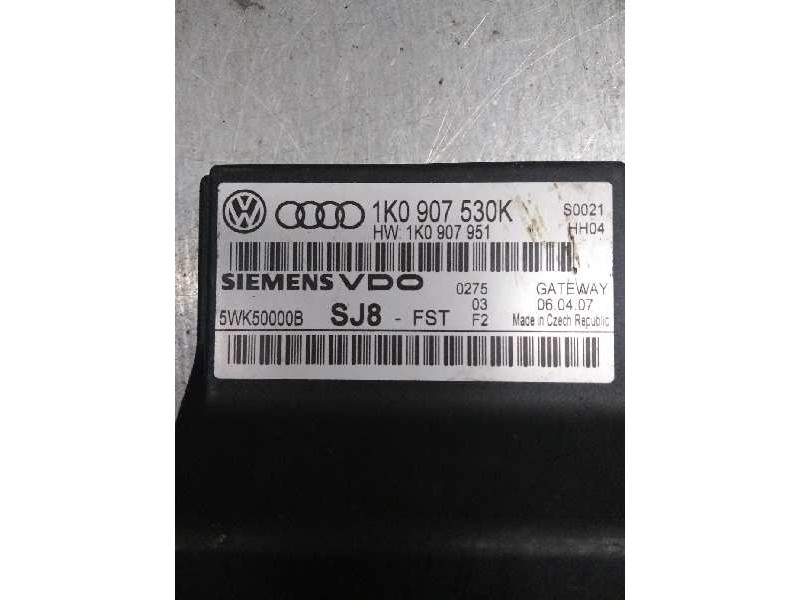 1K0 907 530K S0021
HW: 1K0 907 951 HH04
SIEMENS VDO 0275 GATEWAY
03 06.04.07
5WK50000B SJ8 - FST F2 Made in Czech Republic